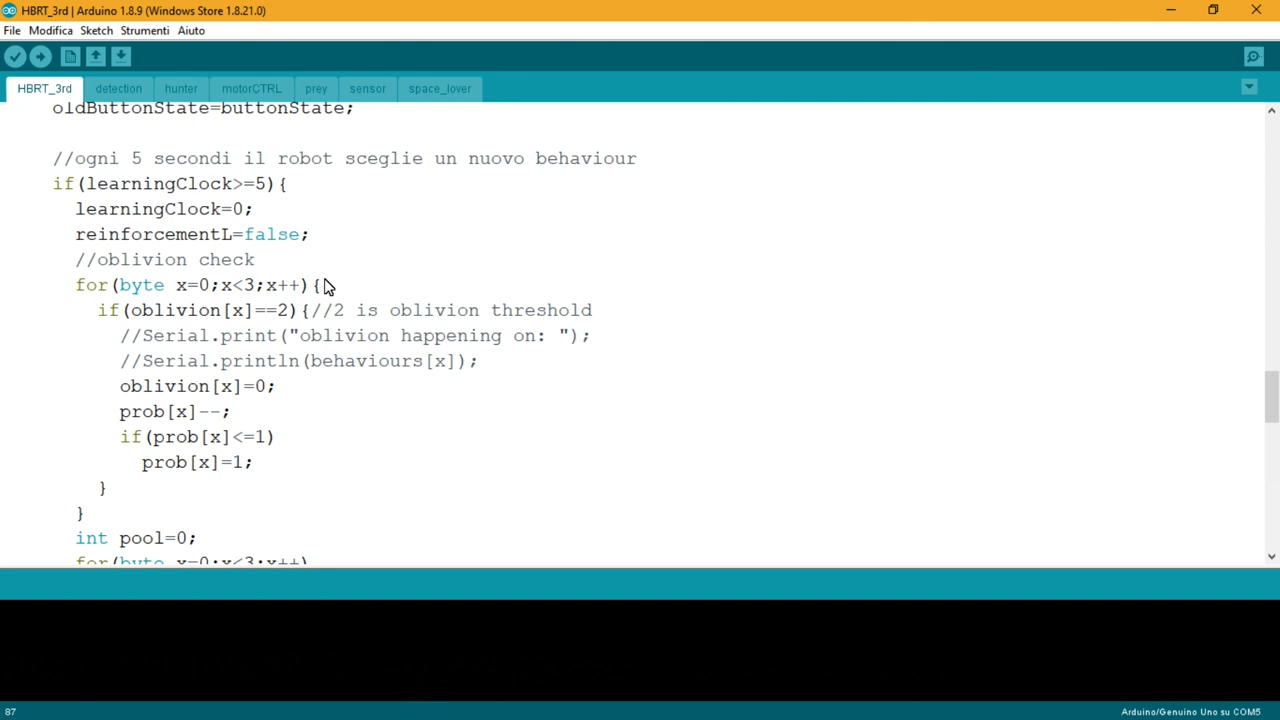 HBRT_3rd | Arduino 1.8.9 (Windows Store 1.8.21.0)
File Modifica Sketch Strumenti Aiuto
HBRT_3rd detection hunter motorCTRL prey sensor space_lover
oldButtonState=buttonState;
//ogni 5 secondi il robot sceglie un nuovo behaviour
if(learningClock>=5){
learningClock=0;
reinforcementL=false;
//oblivion check
for(byte x=0;x<3;x++){
if(oblivion[x]==2){//2 is oblivion threshold
//Serial.print("oblivion happening on: ");
//Serial.println(behaviours[x]);
oblivion[x]=0;
prob[x]--;
if(prob[x]<=1)
prob[x]=1;
}
}
int pool=0;
for(byte x=0;x<3;x++)
87 Arduino/Genuino Uno su COM5